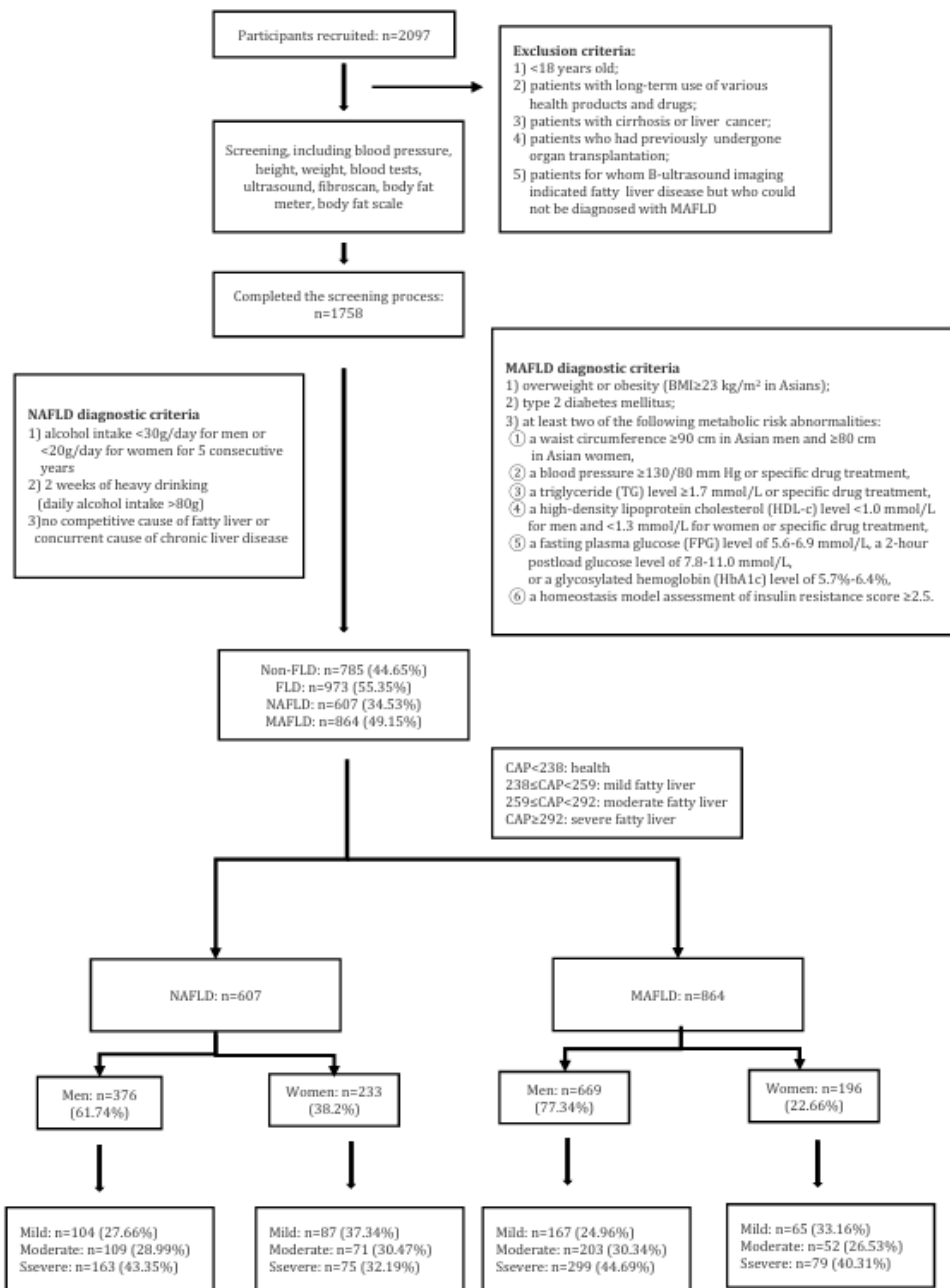 Participants recruited: n=2097
Exclusion criteria:
1) <18 years old;
2) patients with long-term use of various
health products and drugs;
3) patients with cirrhosis or liver cancer;
4) patients who had previously undergone
organ transplantation;
5) patients for whom B-ultrasound imaging
indicated fatty liver disease but who could
not be diagnosed with MAFLD
Screening, including blood pressure,
height, weight, blood tests,
ultrasound, fibroscan, body fat
meter, body fat scale
Completed the screening process:
n=1758
NAFLD diagnostic criteria
1) alcohol intake <30g/day for men or
<20g/day for women for 5 consecutive
years
2) 2 weeks of heavy drinking
(daily alcohol intake >80g)
3)no competitive cause of fatty liver or
concurrent cause of chronic liver disease
MAFLD diagnostic criteria
1) overweight or obesity (BMI≥23 kg/m² in Asians);
2) type 2 diabetes mellitus;
3) at least two of the following metabolic risk abnormalities:
① a waist circumference ≥90 cm in Asian men and ≥80 cm
in Asian women,
② a blood pressure ≥130/80 mm Hg or specific drug treatment,
③ a triglyceride (TG) level ≥1.7 mmol/L or specific drug treatment,
④ a high-density lipoprotein cholesterol (HDL-c) level <1.0 mmol/L
for men and <1.3 mmol/L for women or specific drug treatment,
⑤ a fasting plasma glucose (FPG) level of 5.6-6.9 mmol/L, a 2-hour
postload glucose level of 7.8-11.0 mmol/L,
or a glycosylated hemoglobin (HbA1c) level of 5.7%-6.4%,
⑥ a homeostasis model assessment of insulin resistance score ≥2.5.
Non-FLD: n=785 (44.65%)
FLD: n=973 (55.35%)
NAFLD: n=607 (34.53%)
MAFLD: n=864 (49.15%)
CAP<238: health
238≤CAP<259: mild fatty liver
259≤CAP<292: moderate fatty liver
CAP≥292: severe fatty liver
NAFLD: n=607
MAFLD: n=864
Men: n=376
(61.74%)
Women: n=233
(38.2%)
Men: n=669
(77.34%)
Women: n=196
(22.66%)
Mild: n=104 (27.66%)
Moderate: n=109 (28.99%)
Ssevere: n=163 (43.35%)
Mild: n=87 (37.34%)
Moderate: n=71 (30.47%)
Ssevere: n=75 (32.19%)
Mild: n=167 (24.96%)
Moderate: n=203 (30.34%)
Ssevere: n=299 (44.69%)
Mild: n=65 (33.16%)
Moderate: n=52 (26.53%)
Ssevere: n=79 (40.31%)